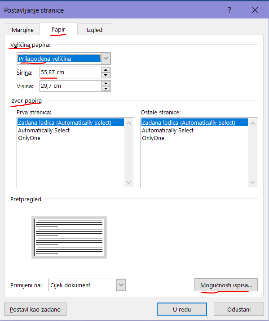 Postavljanje stranice ? ×
Margine Papir Izgled
Veličina papira:
Prilagođena veličina
Širina: 55,87 cm
Visina: 29,7 cm
Izvor papira
Prva stranica: Ostale stranice:
Zadana ladica (Automatically Select) Zadana ladica (Automatically Select)
Automatically Select Automatically Select
OnlyOne OnlyOne
Pretpregled
Primijeni na: Cijeli dokument Mogućnosti ispisa...
Postavi kao zadano U redu Odustani